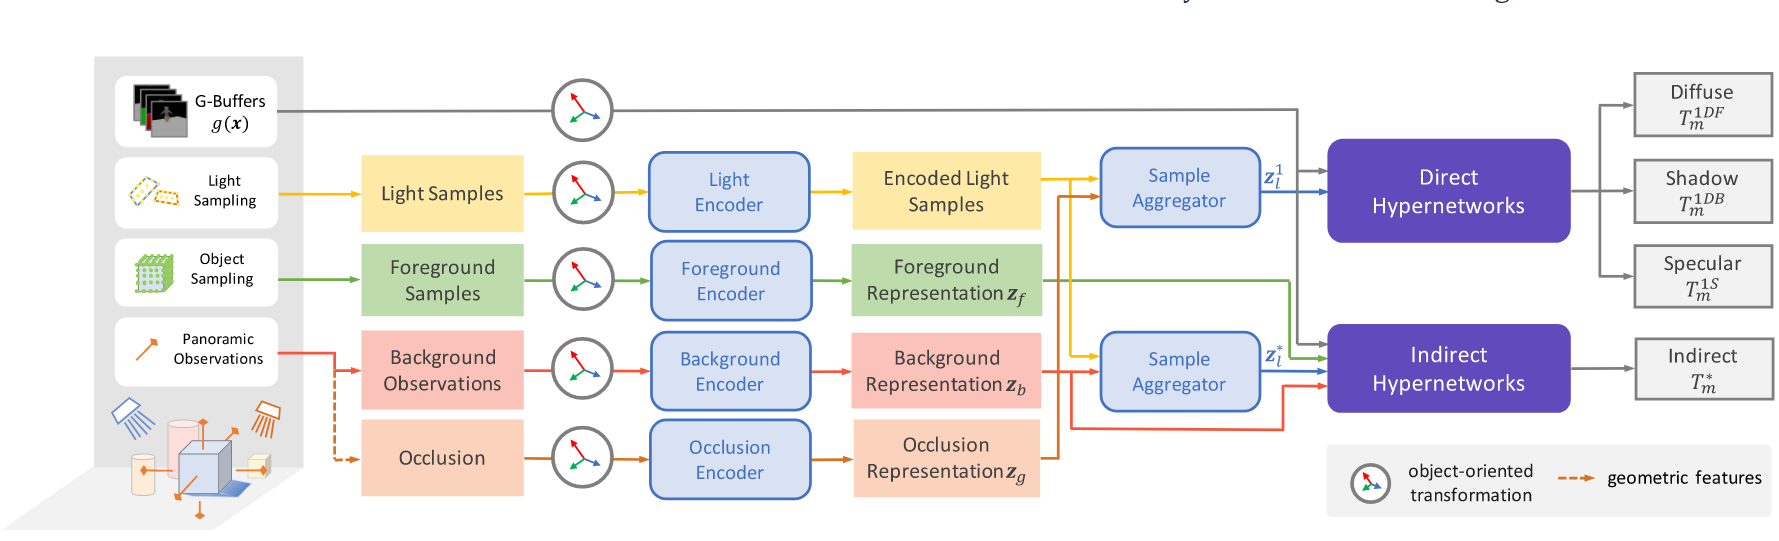 G-Buffers
g(x)
Light
Sampling
Object
Sampling
Panoramic
Observations
Light Samples
Foreground
Samples
Background
Observations
Occlusion
Light
Encoder
Foreground
Encoder
Background
Encoder
Occlusion
Encoder
Encoded Light
Samples
Foreground
Representation z_f
Background
Representation z_b
Occlusion
Representation z_g
Sample
Aggregator
z_l^1
Sample
Aggregator
z_l^*
Direct
Hypernetworks
Indirect
Hypernetworks
Diffuse
T_m^{1DF}
Shadow
T_m^{1DB}
Specular
T_m^{1S}
Indirect
T_m^*
object-oriented
transformation
geometric features